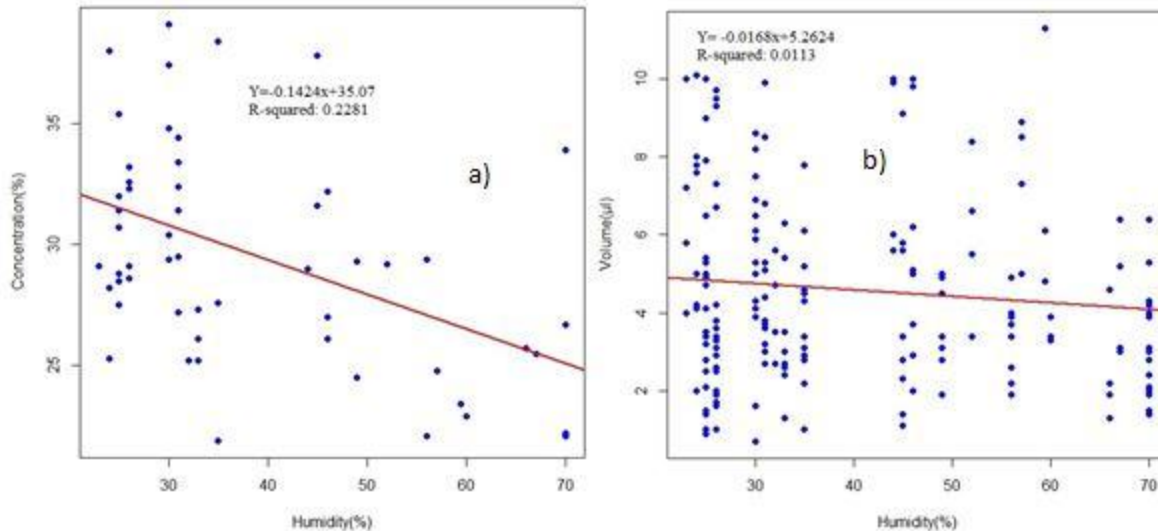 Y=-0.1424x+35.07
R-squared: 0.2281
a)
Concentration(%)
35
30
25
30
40
50
60
70
Humidity(%)
Y= -0.0168x+5.2624
R-squared: 0.0113
b)
Volume(µl)
10
8
6
4
2
30
40
50
60
70
Humidity(%)